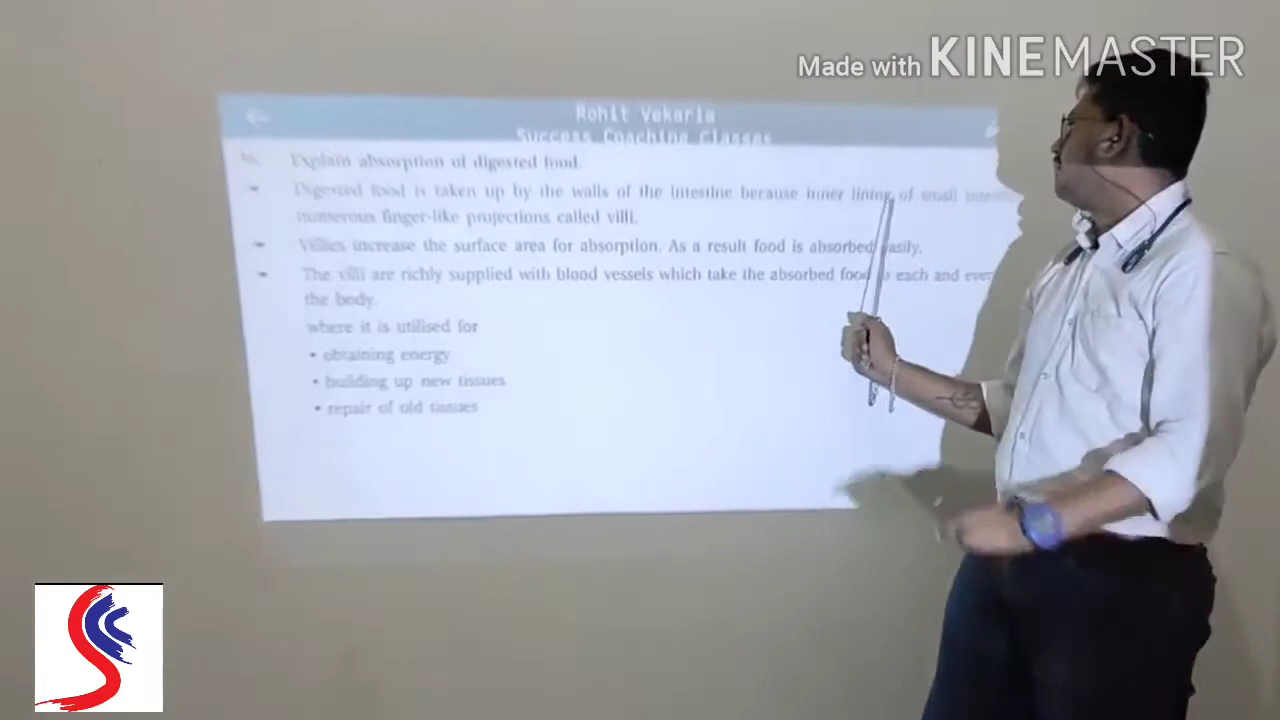 Made with KINEMASTER
Rohit Vekaria
Success Coaching Classes
Explain absorption of digested food.
Digested food is taken up by the walls of the intestine because inner lining of small
numerous finger-like projections called villi.
Villies increase the surface area for absorption. As a result food is absorbed easily.
The villi are richly supplied with blood vessels which take the absorbed food each and
the body.
where it is utilised for
• obtaining energy
• building up new tissues
• repair of old tissues